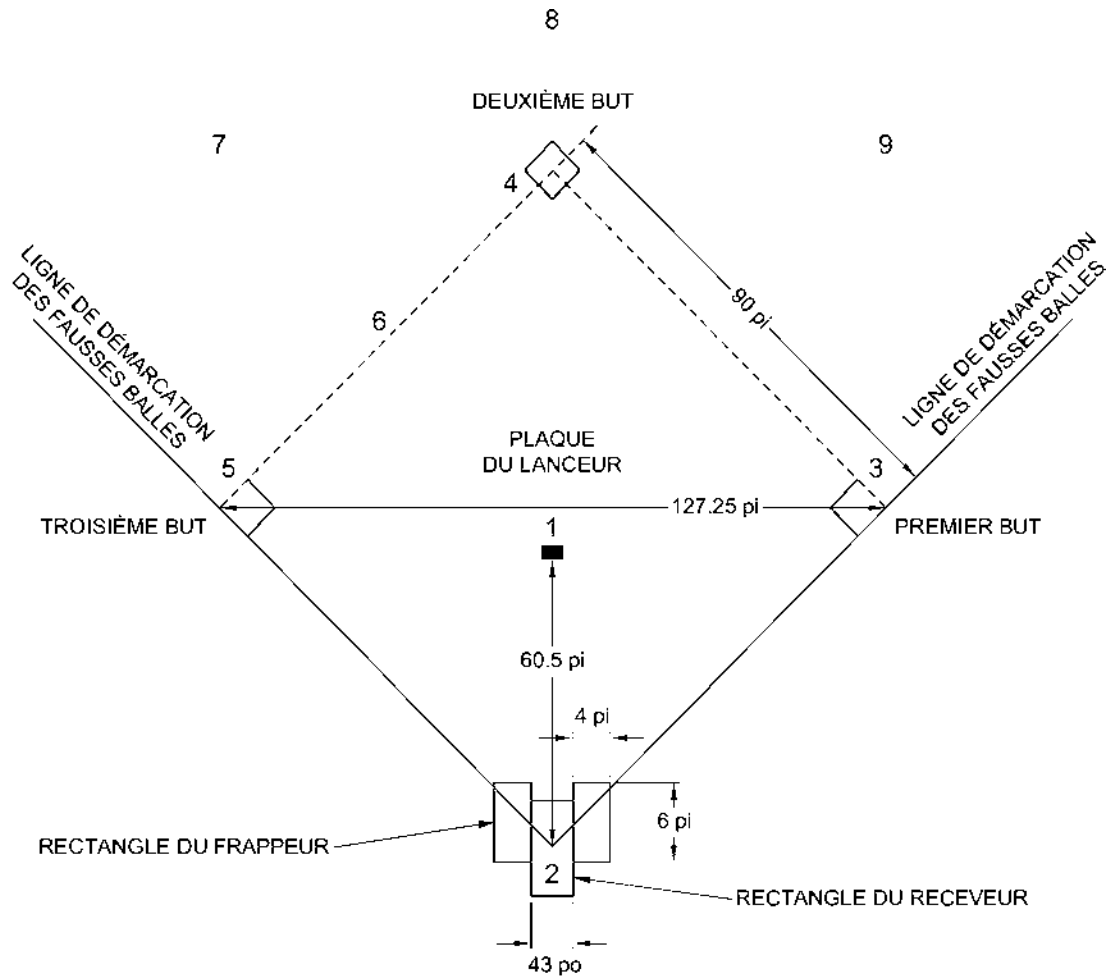 8
DEUXIÈME BUT
7
9
4
LIGNE DE DÉMARCATION
DES FAUSSES BALLES
6
90 pi
LIGNE DE DÉMARCATION
DES FAUSSES BALLES
PLAQUE
DU LANCEUR
5
3
127.25 pi
TROISIÈME BUT
1
PREMIER BUT
60.5 pi
4 pi
6 pi
RECTANGLE DU FRAPPEUR
2
RECTANGLE DU RECEVEUR
43 po